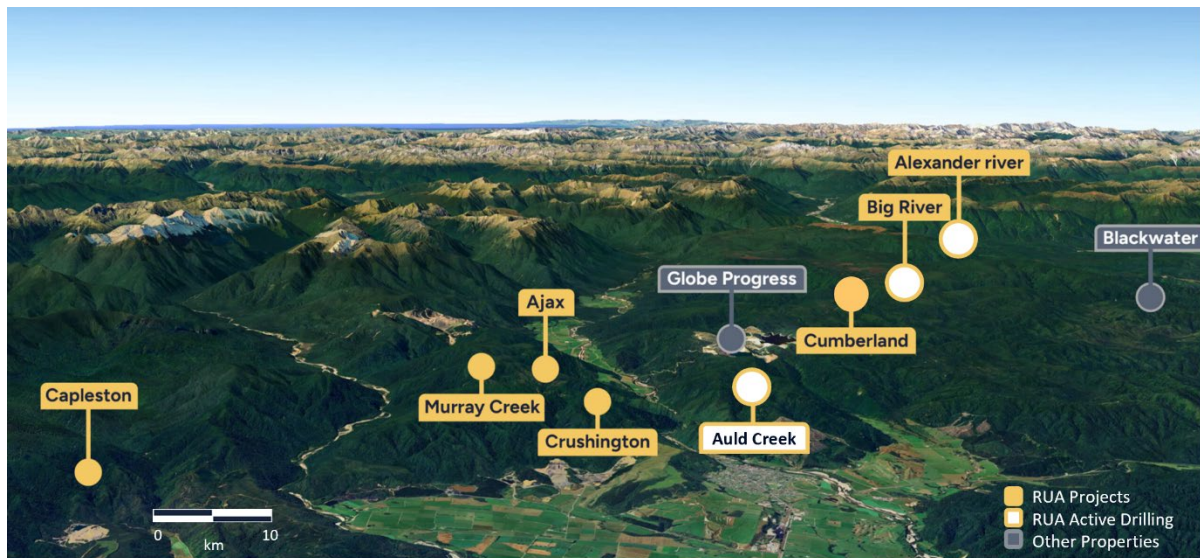 Alexander river
Big River
Blackwater
Globe Progress
Ajax
Cumberland
Capleston
Murray Creek
Crushington
Auld Creek
0
10
km
RUA Projects
RUA Active Drilling
Other Properties